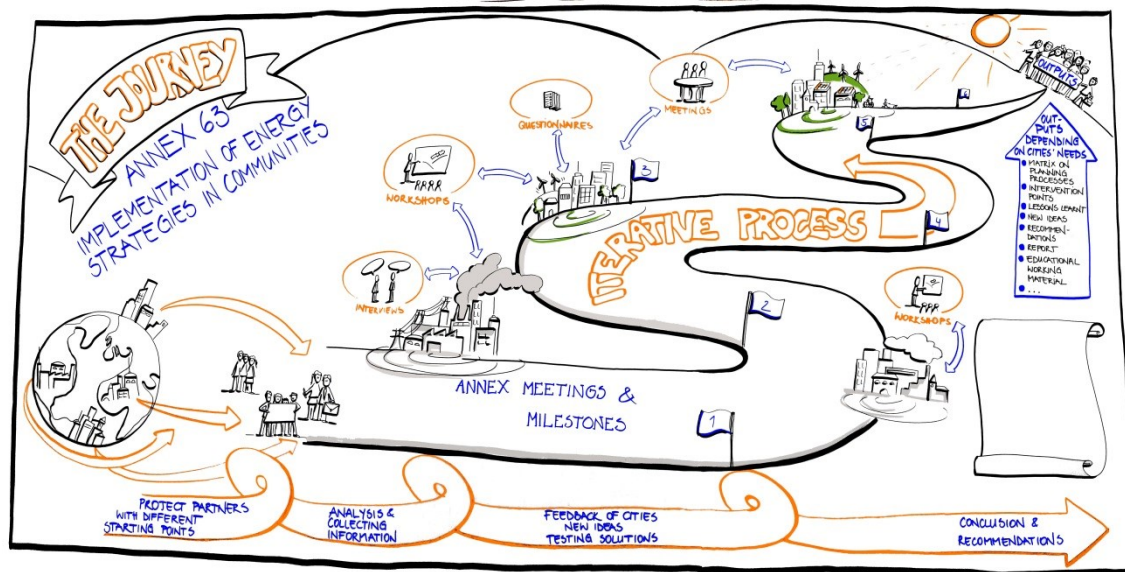 THE JOURNEY
ANNEX 63
IMPLEMENTATION OF ENERGY
STRATEGIES IN COMMUNITIES
INTERVIEWS
WORKSHOPS
QUESTIONNAIRES
MEETINGS
OUTPUTS
OUT-
PUTS
DEPENDING
ON CITIES' NEEDS
MATRIX ON
PLANNING
PROCESSES
INTERVENTION
POINTS
LESSONS LEARNT
NEW IDEAS
RECOMMEN-
DATIONS
REPORT
EDUCATIONAL
WORKING
MATERIAL
...
ITERATIVE PROCESS
WORKSHOPS
ANNEX MEETINGS &
MILESTONES
1
2
3
4
5
PROTECT PARTNERS
WITH DIFFERENT
STARTING POINTS
ANALYSIS &
COLLECTING
INFORMATION
FEEDBACK OF CITIES
NEW IDEAS
TESTING SOLUTIONS
CONCLUSION &
RECOMMENDATIONS